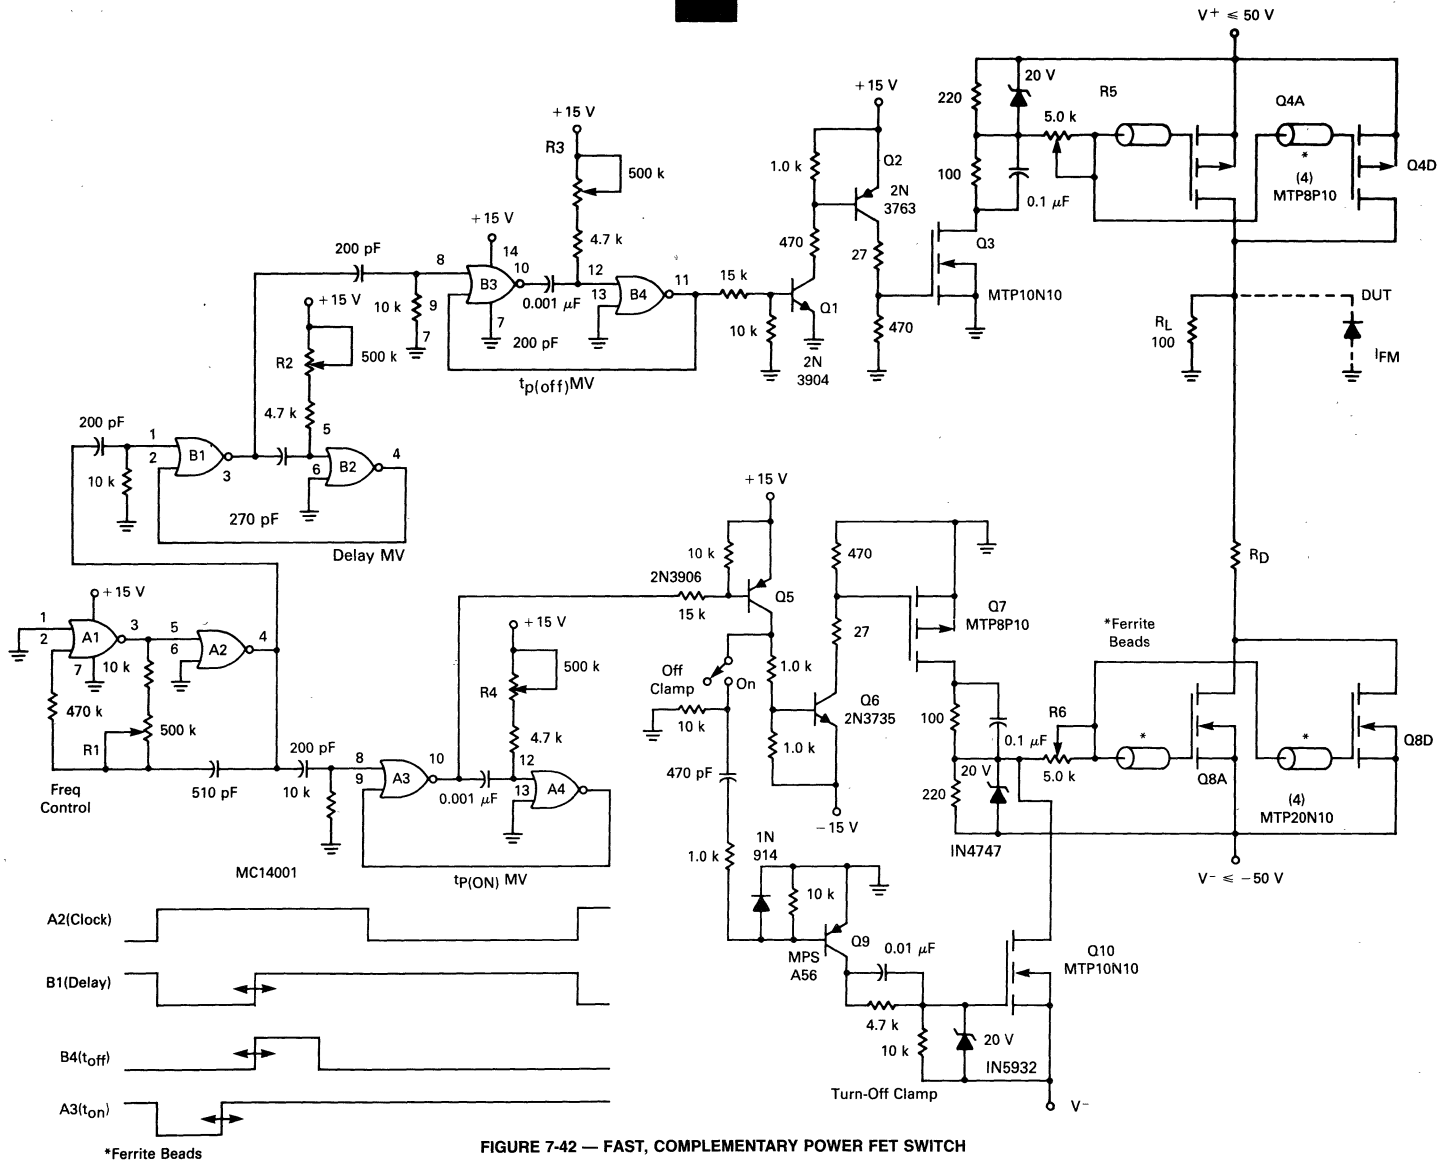 V+ ≤ 50 V
20 V
220
R5
Q4A
5.0 k
+15 V
+15 V
R3
500 k
1.0 k
Q2
2N
3763
100
0.1 µF
*
(4)
MTP8P10
Q4D
+15 V
200 pF
8
14
10
4.7 k
470
27
Q3
B3
12
11
15 k
10 k
9
0.001 µF
13
B4
Q1
MTP10N10
DUT
+15 V
7
7
200 pF
10 k
470
RL
100
IFM
R2
500 k
2N
3904
tp(off)MV
4.7 k
200 pF
1
5
2
B1
4
3
6
B2
10 k
270 pF
+15 V
Delay MV
10 k
470
RD
2N3906
Q5
+15 V
15 k
Q7
MTP8P10
*Ferrite
Beads
1
3
5
4
2
A1
6
A2
+15 V
27
7
10 k
500 k
Off
Clamp
On
1.0 k
R4
Q6
2N3735
470 k
10 k
100
R6
R1
500 k
4.7 k
1.0 k
0.1 µF
*
*
Q8D
200 pF
8
10
12
470 pF
20 V
5.0 k
Q8A
9
A3
Freq
Control
510 pF
10 k
0.001 µF
13
A4
220
(4)
MTP20N10
−15 V
1N
914
IN4747
1.0 k
MC14001
tP(ON) MV
V− ≤ −50 V
10 k
A2(Clock)
Q9
0.01 µF
Q10
MTP10N10
MPS
A56
B1(Delay)
4.7 k
10 k
20 V
B4(toff)
IN5932
Turn-Off Clamp
V−
A3(ton)
*Ferrite Beads
FIGURE 7-42 — FAST, COMPLEMENTARY POWER FET SWITCH